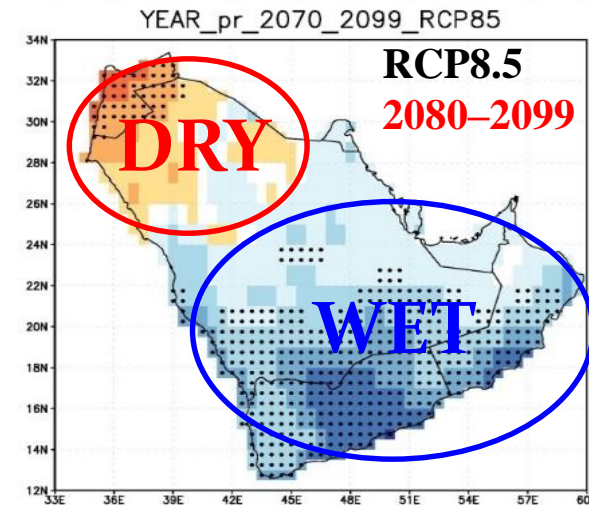 YEAR_pr_2070_2099_RCP85
34N
32N
30N
28N
26N
24N
22N
20N
18N
16N
14N
12N
RCP8.5
2080–2099
DRY
WET
33E 36E 39E 42E 45E 48E 51E 54E 57E 60